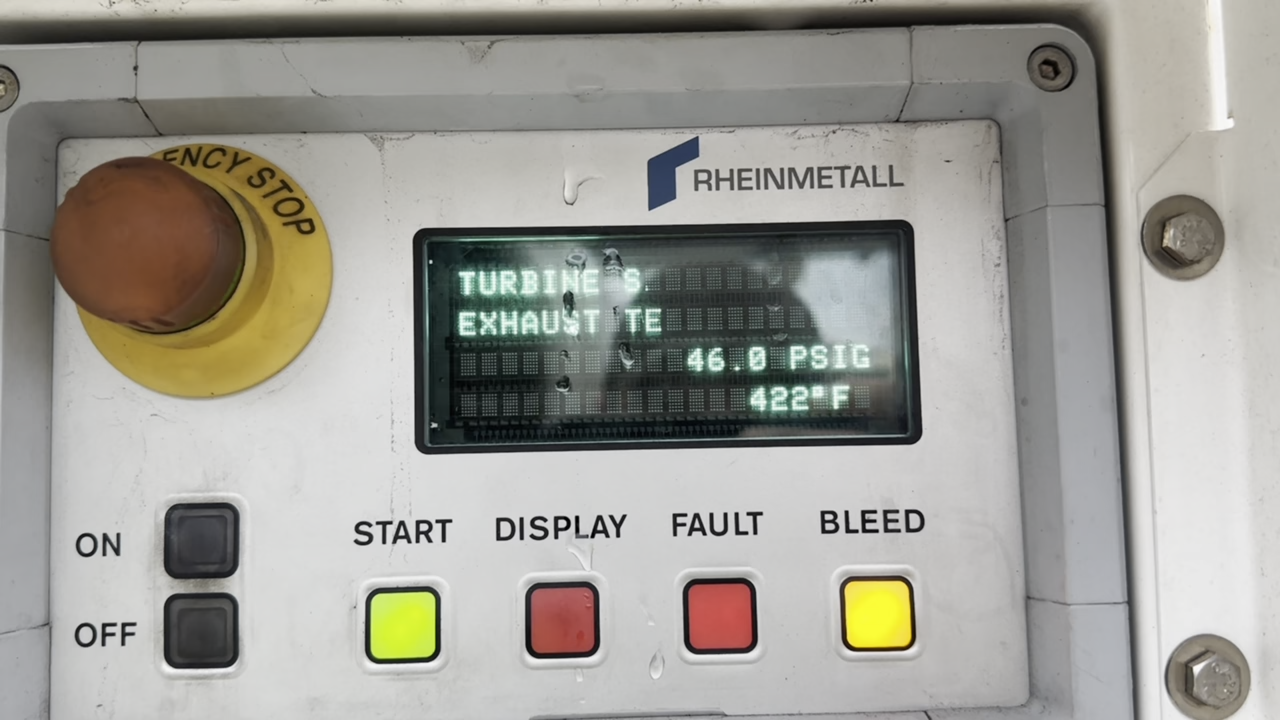 ENCY STOP
RHEINMETALL
TURBINE S
EXHAUST TE
46.0 PSIG
422°F
START DISPLAY FAULT BLEED
ON
OFF